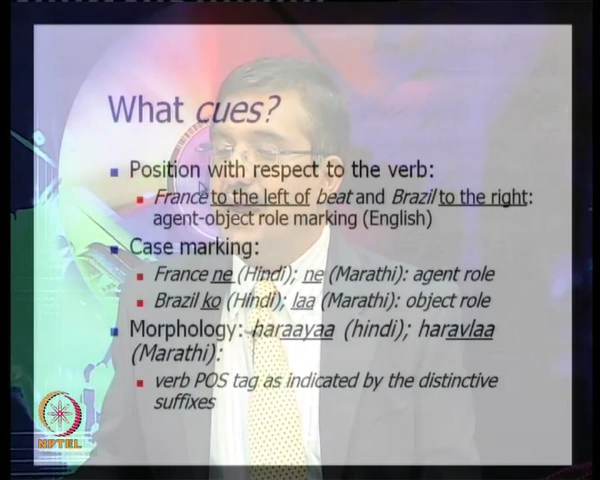 What cues?
Position with respect to the verb:
France to the left of beat and Brazil to the right:
agent-object role marking (English)
Case marking:
France ne (Hindi); ne (Marathi): agent role
Brazil ko (Hindi); laa (Marathi): object role
Morphology: haraayaa (hindi); haravlaa
(Marathi):
verb POS tag as indicated by the distinctive
suffixes
NPTEL